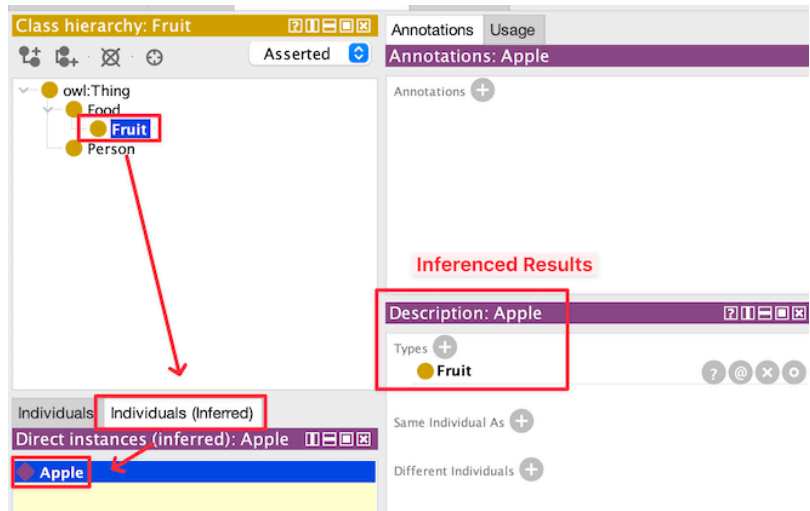 Class hierarchy: Fruit
Asserted
owl:Thing
Food
Fruit
Person
Individuals
Individuals (Inferred)
Direct instances (inferred): Apple
Apple
Annotations
Usage
Annotations: Apple
Annotations
Inferenced Results
Description: Apple
Types
Fruit
Same Individual As
Different Individuals